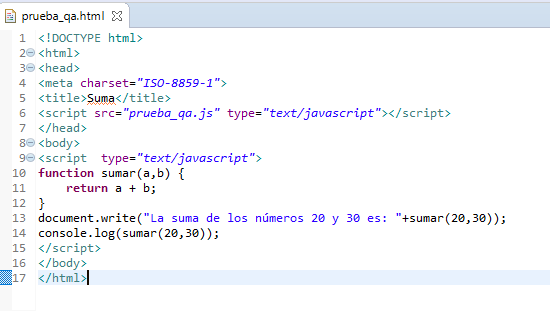 prueba_qa.html
1 <!DOCTYPE html>
2 <html>
3 <head>
4 <meta charset="ISO-8859-1">
5 <title>Suma</title>
6 <script src="prueba_qa.js" type="text/javascript"></script>
7 </head>
8 <body>
9 <script  type="text/javascript">
10 function sumar(a,b) {
11     return a + b;
12 }
13 document.write("La suma de los números 20 y 30 es: "+sumar(20,30));
14 console.log(sumar(20,30));
15 </script>
16 </body>
17 </html>